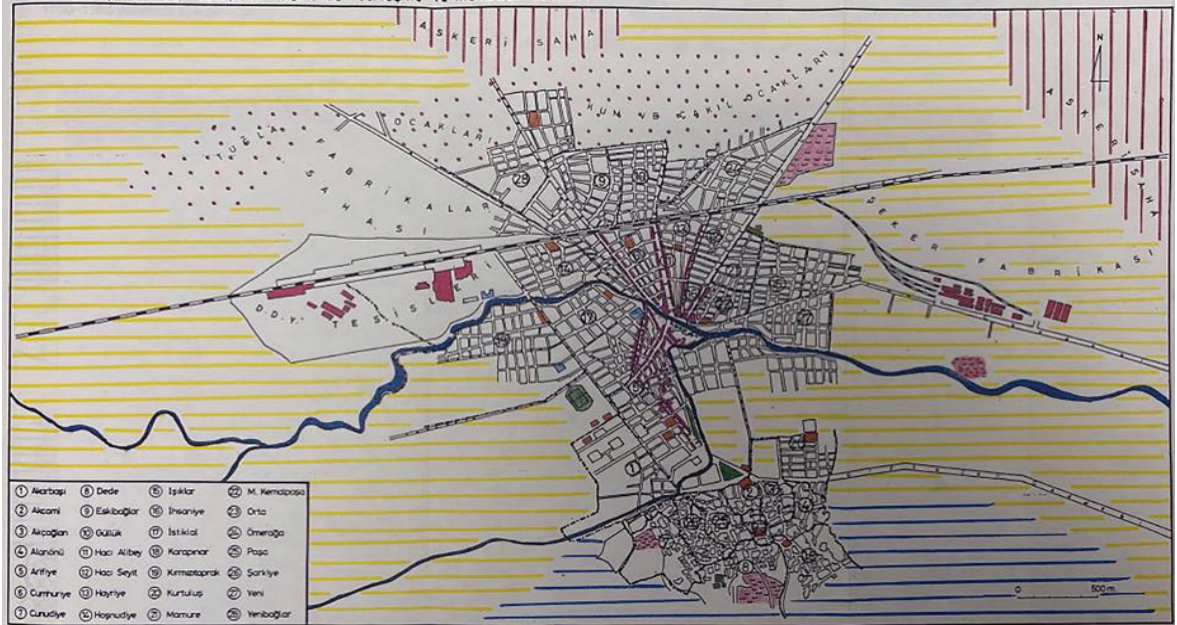 ASKERİ SAHA
KUM VE ÇAKIL OCAKLARI
TUĞLA OCAKLARI
FABRİKALAR
SAHASI
ASKERİ SAHA
ŞEKER FABRİKASI
D.D.Y. TESİSLERİ
N
① Akarbaşı ⑧ Dede ⑮ Işıklar ㉒ M. Kemalpaşa
② Akcami ⑨ Eskibağlar ⑯ İhsaniye ㉓ Orta
③ Akçağlan ⑩ Güllük ⑰ İstiklal ㉔ Ömerağa
④ Alanönü ⑪ Hacı Alibey ⑱ Karapınar ㉕ Paşa
⑤ Arifiye ⑫ Hacı Seyit ⑲ Kırmızıtoprak ㉖ Şarkiye
⑥ Cumhuriye ⑬ Hayriye ⑳ Kurtuluş ㉗ Yeni
⑦ Cunudiye ⑭ Hoşnudiye ㉑ Mamure ㉘ Yenibağlar
0 500 m.